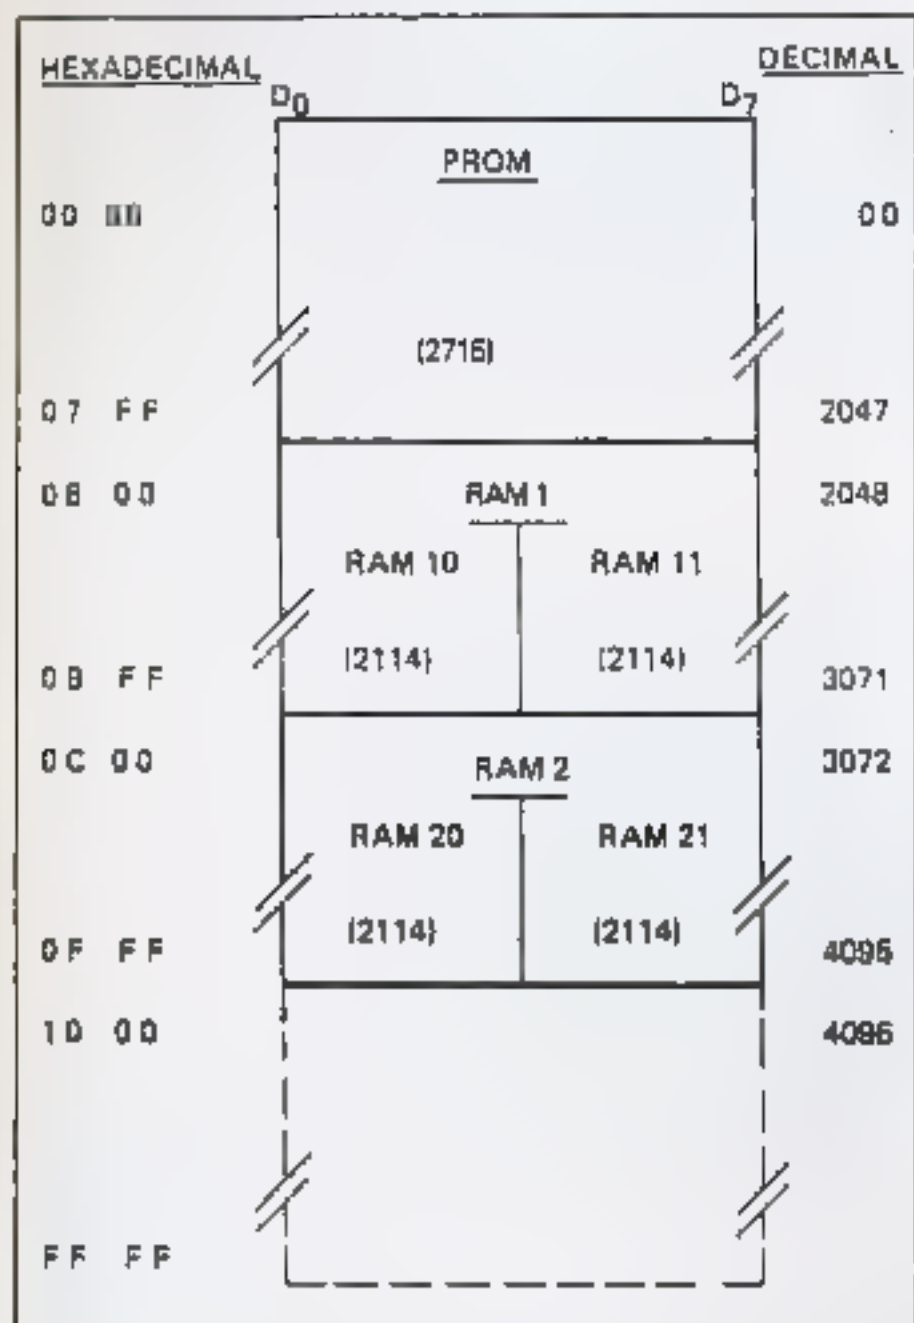 HEXADECIMAL DECIMAL
D0 D7
PROM
00 00 00
(2716)
07 FF 2047
08 00 RAM 1 2048
RAM 10 RAM 11
(2114) (2114)
0B FF 3071
0C 00 RAM 2 3072
RAM 20 RAM 21
(2114) (2114)
0F FF 4095
10 00 4096
FF FF